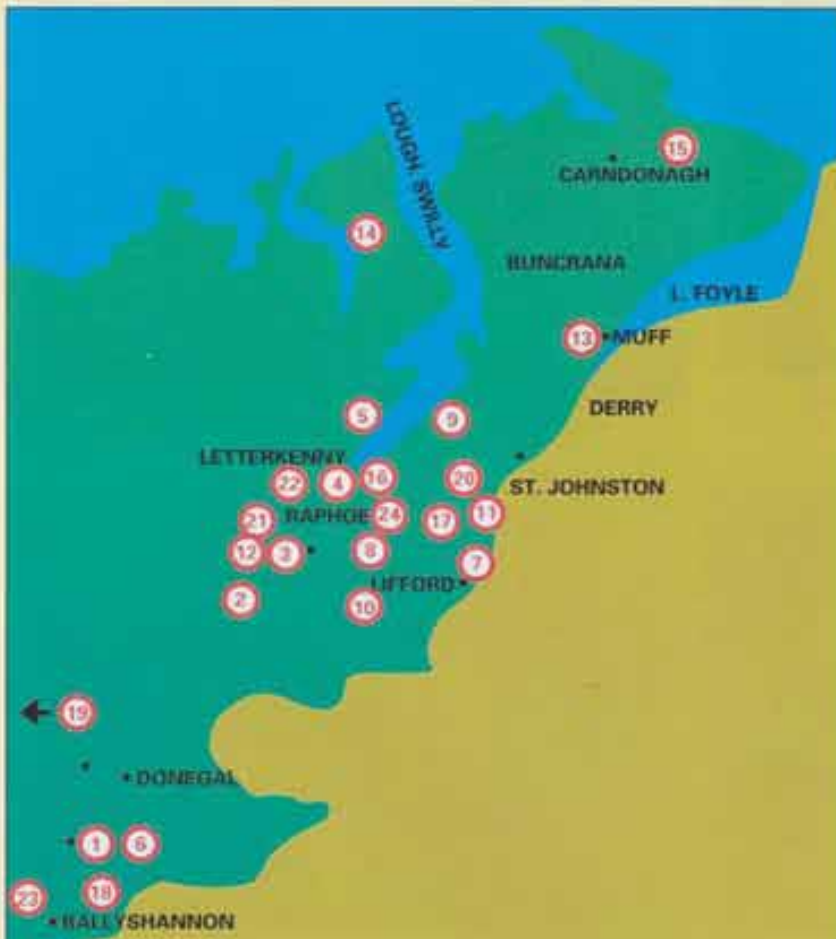 LOUGH SWILLY
15
CARNDONAGH
14
BUNCRANA
L. FOYLE
13
MUFF
DERRY
5
9
LETTERKENNY
22
4
16
20
ST. JOHNSTON
21
RAPHOE
24
17
11
12
3
8
7
LIFFORD
2
10
19
DONEGAL
1
6
23
18
BALLYSHANNON